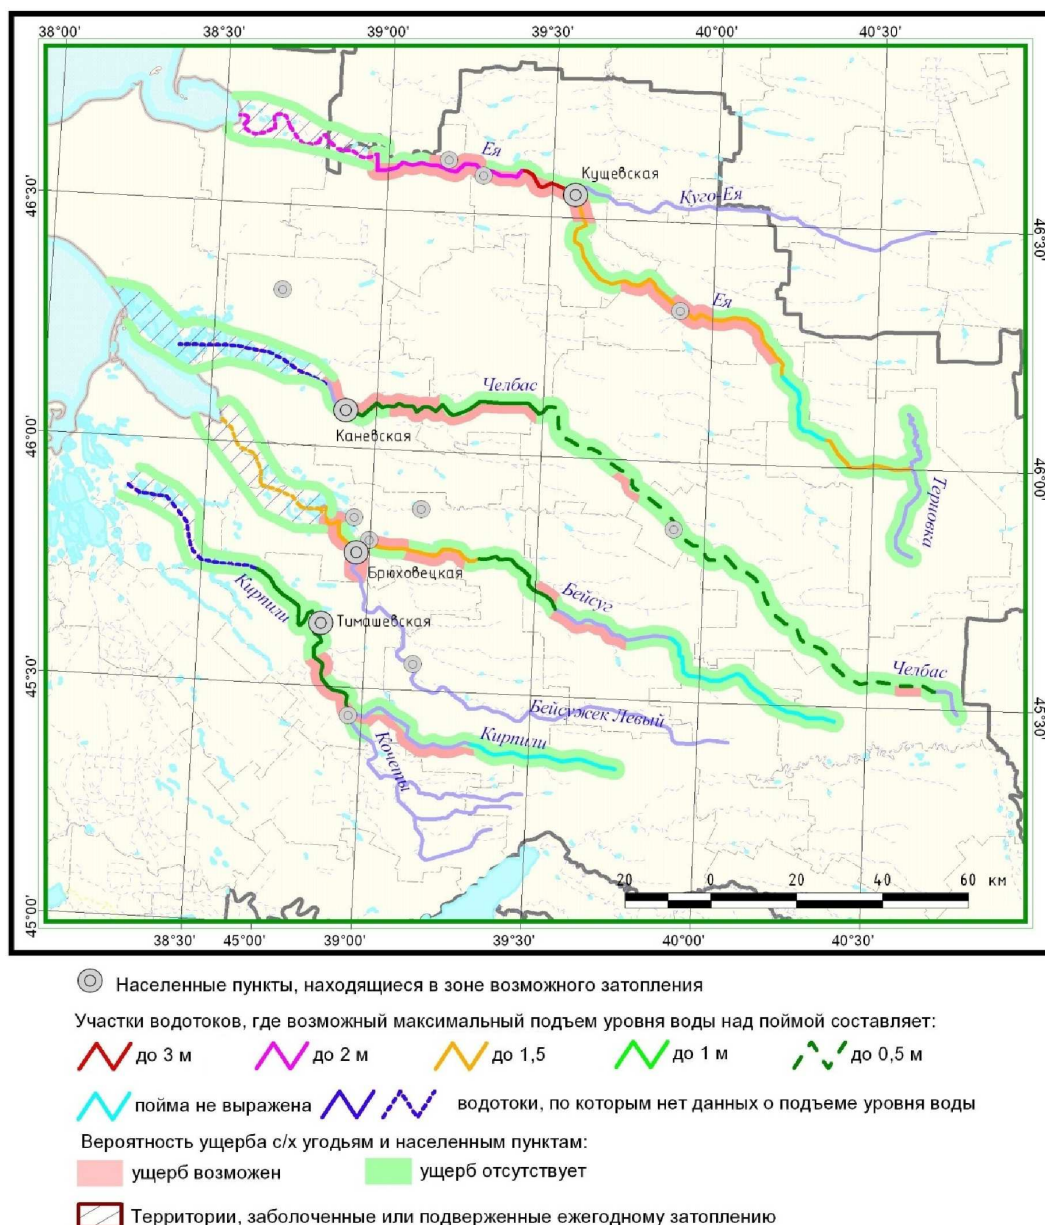 38°00' 38°30' 39°00' 39°30' 40°00' 40°30'
Ея
Кущевская
Куго-Ея
46°30'
46°30'
Ея
Челбас
Каневская
46°00'
46°00'
Терновка
Брюховецкая
Бейсуг
Кирпили
Тимашевская
Челбас
45°30'
45°30'
Бейсужек Левый
Кирпили
Кочеты
20 0 20 40 60 км
45°00'
38°30' 45°00' 39°00' 39°30' 40°00' 40°30'
Населенные пункты, находящиеся в зоне возможного затопления
Участки водотоков, где возможный максимальный подъем уровня воды над поймой составляет:
до 3 м до 2 м до 1,5 до 1 м до 0,5 м
пойма не выражена водотоки, по которым нет данных о подъеме уровня воды
Вероятность ущерба с/х угодьям и населенным пунктам:
ущерб возможен ущерб отсутствует
Территории, заболоченные или подверженные ежегодному затоплению